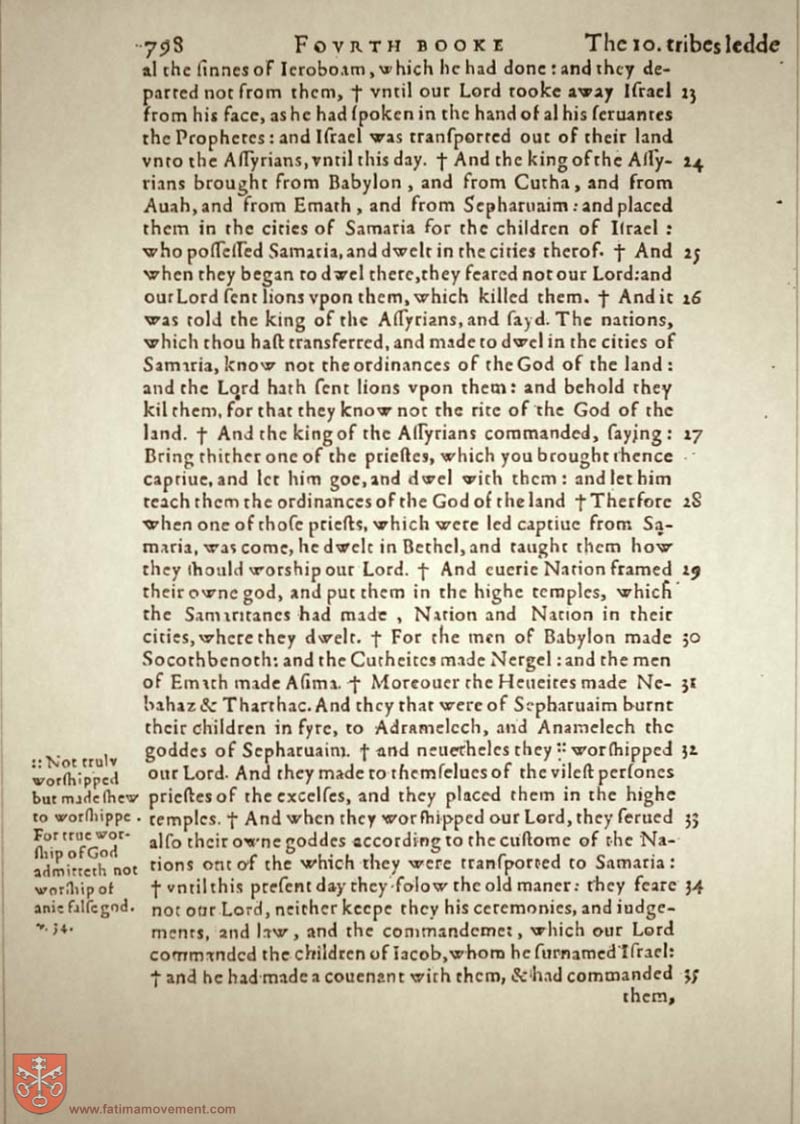 798 FOVRTH BOOKE The 10. tribes ledde
al the ſinnes of Ieroboam, which he had done: and they de-
parted not from them, † vntil our Lord tooke away Iſrael 23
from his face, as he had ſpoken in the hand of al his ſeruantes
the Prophetes: and Iſrael was tranſported out of their land
vnto the Aſſyrians, vntil this day. † And the king of the Aſſy- 24
rians brought from Babylon, and from Cutha, and from
Auah, and from Emath, and from Sepharuaim: and placed
them in the cities of Samaria for the children of Iſrael:
who poſſeſſed Samaria, and dwelt in the cities therof. † And 25
when they began to dwel there, they feared not our Lord: and
our Lord ſent lions vpon them, which killed them. † And it 26
was told the king of the Aſſyrians, and ſayd. The nations,
which thou haſt transferred, and made to dwel in the cities of
Samaria, know not the ordinances of the God of the land:
and the Lord hath ſent lions vpon them: and behold they
kil them, for that they know not the rite of the God of the
land. † And the king of the Aſſyrians commanded, ſaying: 27
Bring thither one of the prieſtes, which you brought thence
captiue, and let him goe, and dwel with them: and let him
teach them the ordinances of the God of the land † Therfore 28
when one of thoſe prieſts, which were led captiue from Sa-
maria, was come, he dwelt in Bethel, and taught them how
they ſhould worship our Lord. † And euerie Nation framed 29
their owne god, and put them in the highe temples, which
the Samaritanes had made, Nation and Nation in their
cities, where they dwelt. † For the men of Babylon made 30
Socothbenoth: and the Cutheites made Nergel: and the men
of Emath made Aſima. † Moreouer the Heueites made Ne- 31
bahaz & Tharthac. And they that were of Sepharuaim burnt
their children in fyre, to Adramelech, and Anamelech the
goddes of Sepharuaim. † and neuertheles they :: worſhipped 32
our Lord. And they made to themſelues of the vileſt perſones
prieſtes of the excelſes, and they placed them in the highe
temples. † And when they worſhipped our Lord, they ſerued 33
alſo their owne goddes according to the cuſtome of the Na-
tions out of the which they were tranſported to Samaria:
† vntil this preſent day they folow the old maner: they feare 34
not our Lord, neither keepe they his ceremonies, and iudge-
ments, and law, and the commandemet, which our Lord
commanded the children of Iacob, whom he ſurnamed Iſrael:
† and he had made a couenant with them, & had commanded 35
them,
:: Not truly
worſhipped
but made ſhew
to worſhippe.
For true wor-
ſhip of God
admitteth not
worſhip of
anie falſe god.
v. 34.
www.fatimamovement.com